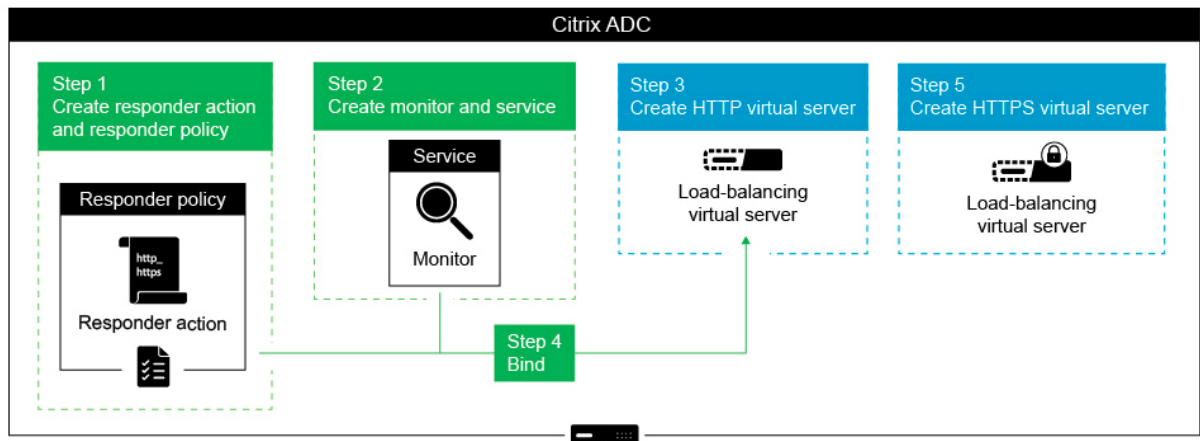 Citrix ADC
Step 1
Create responder action
and responder policy
Responder policy
http_
https
Responder action
Step 2
Create monitor and service
Service
Monitor
Step 3
Create HTTP virtual server
Load-balancing
virtual server
Step 4
Bind
Step 5
Create HTTPS virtual server
Load-balancing
virtual server